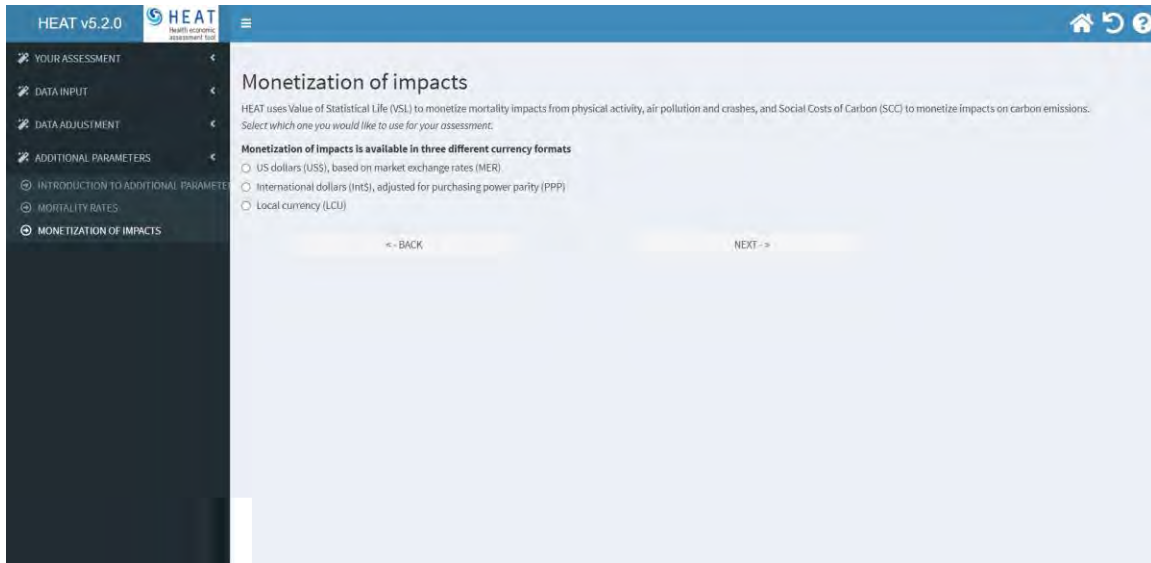 HEAT v5.2.0
HEAT
Health economic
assessment tool
YOUR ASSESSMENT
DATA INPUT
DATA ADJUSTMENT
ADDITIONAL PARAMETERS
INTRODUCTION TO ADDITIONAL PARAMETE
MORTALITY RATES
MONETIZATION OF IMPACTS
Monetization of impacts
HEAT uses Value of Statistical Life (VSL) to monetize mortality impacts from physical activity, air pollution and crashes, and Social Costs of Carbon (SCC) to monetize impacts on carbon emissions.
Select which one you would like to use for your assessment.
Monetization of impacts is available in three different currency formats
US dollars (US$), based on market exchange rates (MER)
International dollars (Int$), adjusted for purchasing power parity (PPP)
Local currency (LCU)
<- BACK
NEXT ->